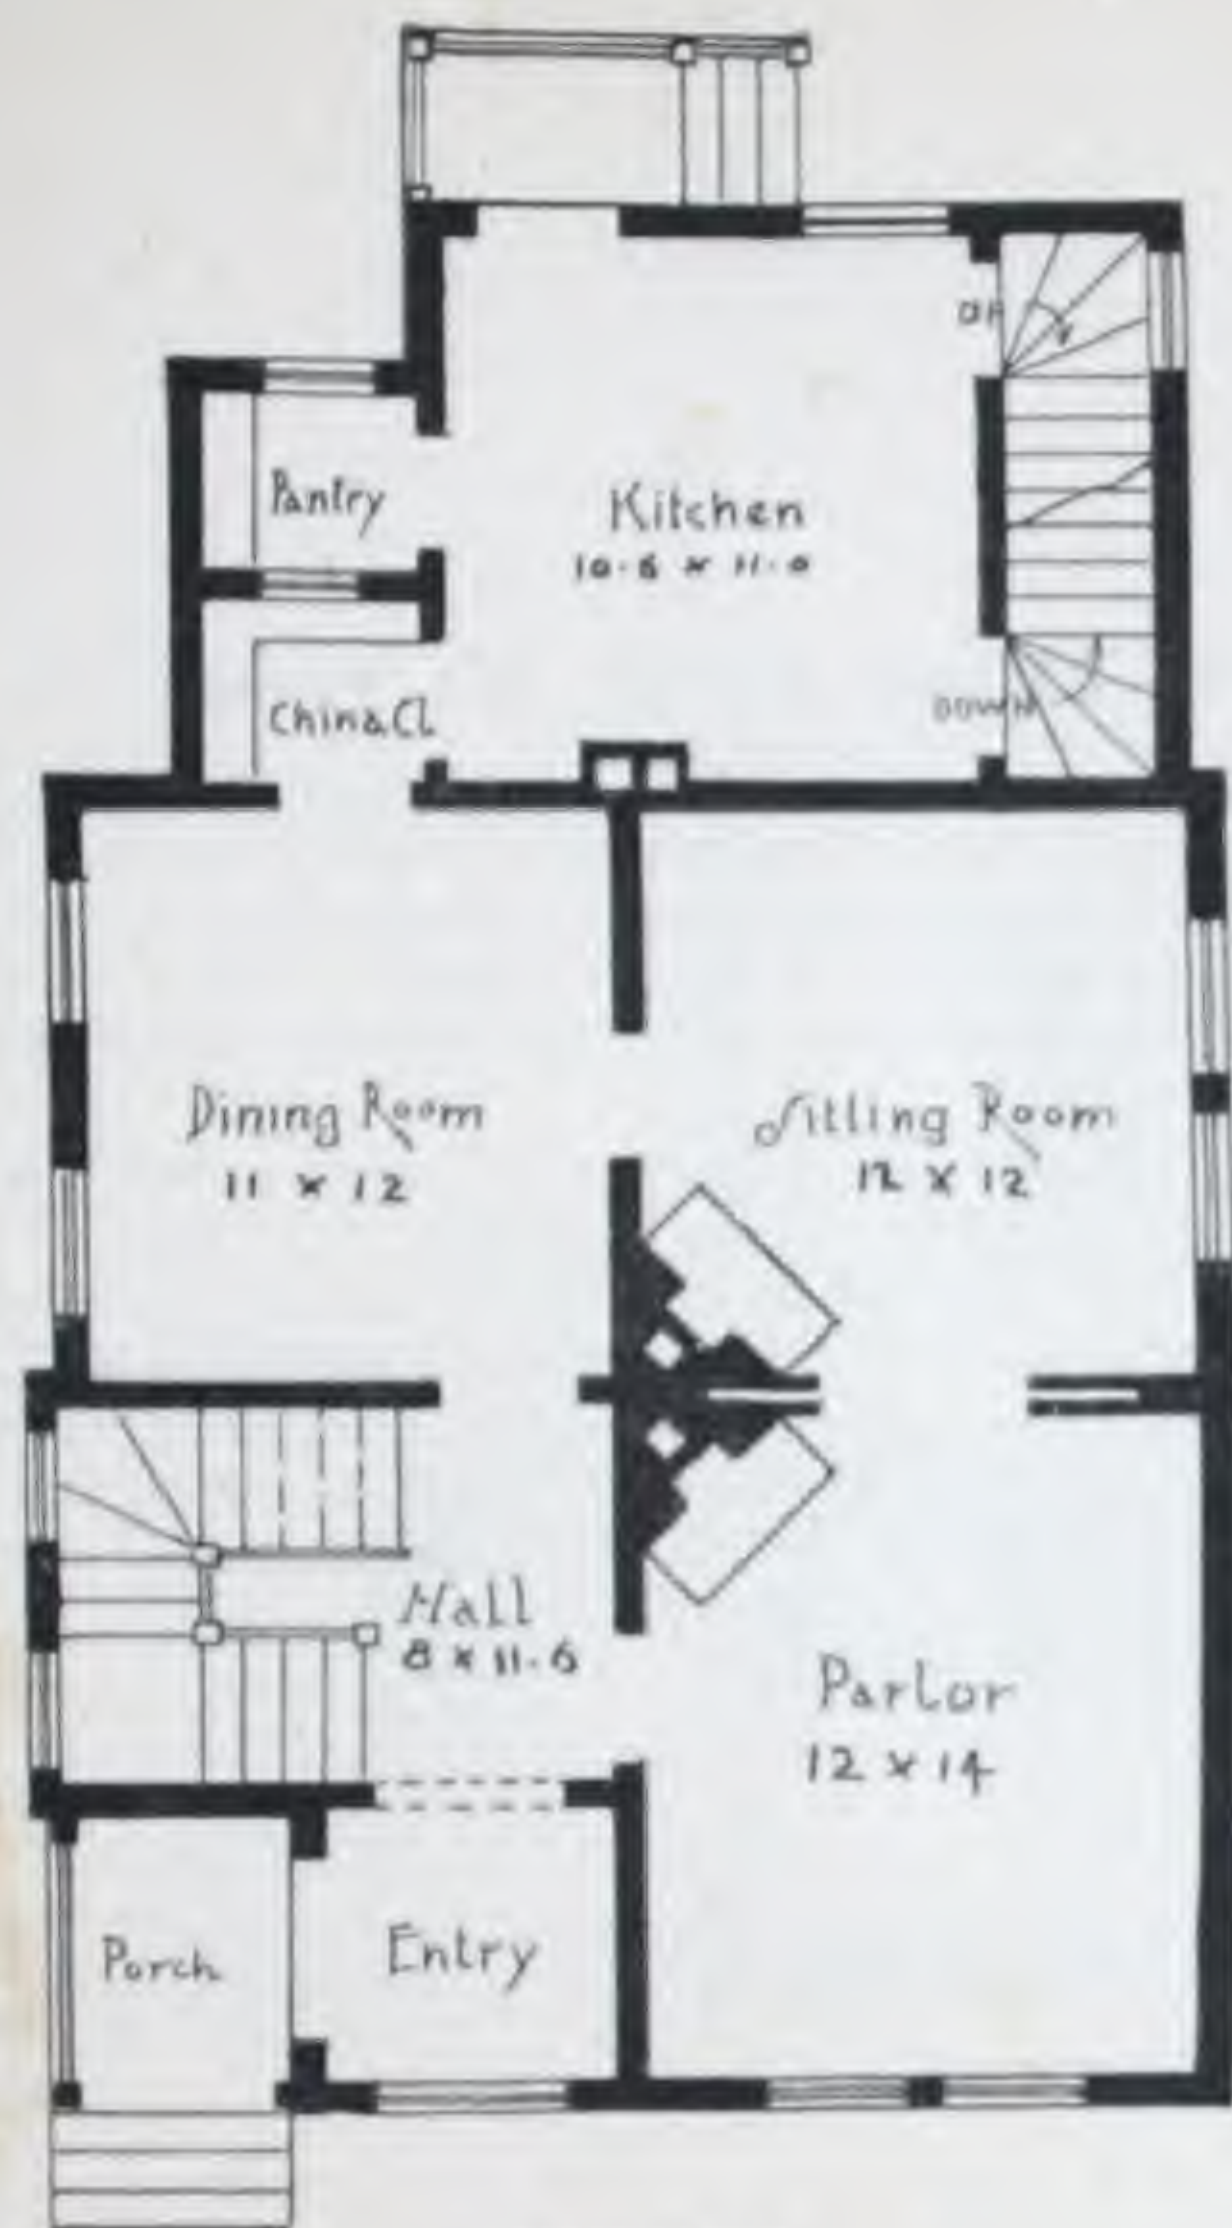 UP
Pantry
Kitchen
10.6 x 11.0
China Cl
DOWN
Dining Room
11 x 12
Sitting Room
12 x 12
Hall
8 x 11.6
Parlor
12 x 14
Porch
Entry